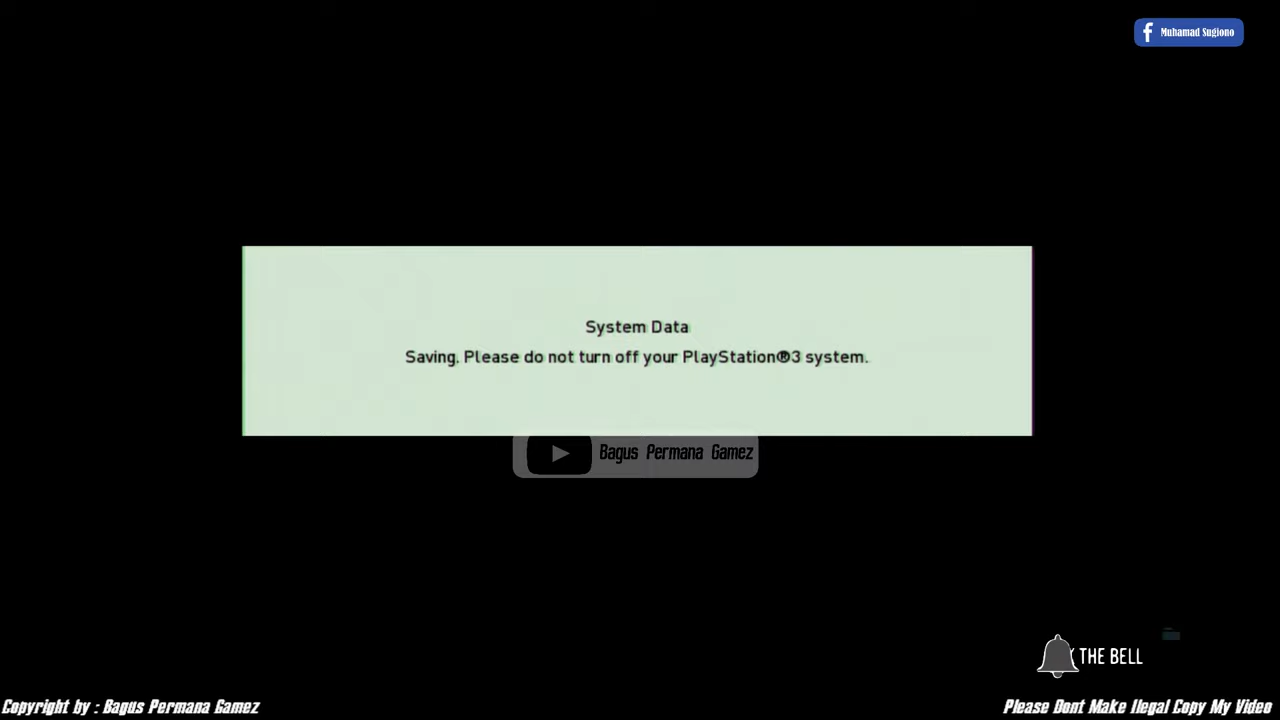 Muhamad Sugiono
System Data
Saving. Please do not turn off your PlayStation®3 system.
Bagus Permana Gamez
THE BELL
Copyright by : Bagus Permana Gamez
Please Dont Make Ilegal Copy My Video